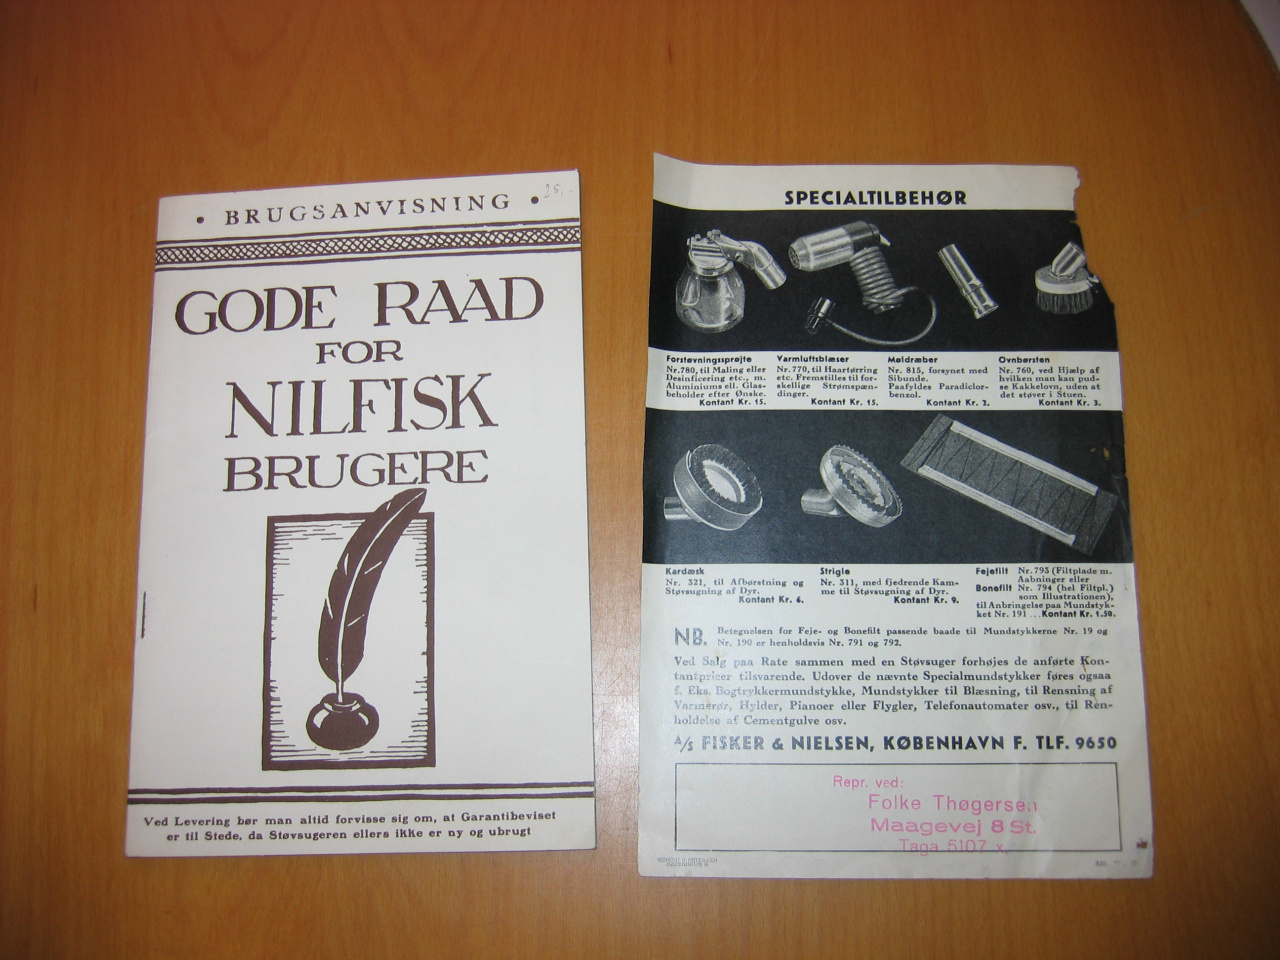 • BRUGSANVISNING •
28,-
GODE RAAD
FOR
NILFISK
BRUGERE
Ved Levering bør man altid forvisse sig om, at Garantibeviset
er til Stede, da Støvsugeren ellers ikke er ny og ubrugt
SPECIALTILBEHØR
Forstøvningssprøjte
Nr. 780, til Maling eller
Desinficering etc., m.
Aluminiums ell. Glas-
beholder efter Ønske.
Kontant Kr. 15.
Varmluftsblæser
Nr. 770, til Haartørring
etc. Fremstilles til for-
skellige Strømspæn-
dinger.
Kontant Kr. 15.
Møldræber
Nr. 815, forsynet med
Sibunde.
Paafyldes Paradiclor-
benzol.
Kontant Kr. 2.
Ovnbørsten
Nr. 760, ved Hjælp af
hvilken man kan pud-
se Kakkelovn, uden at
det støver i Stuen.
Kontant Kr. 3.
Kardæsk
Nr. 321, til Afbørstning og
Støvsugning af Dyr.
Kontant Kr. 6.
Strigle
Nr. 311, med fjedrende Kam-
me til Støvsugning af Dyr.
Kontant Kr. 9.
Fejefilt Nr. 793 (Filtplade m.
Aabninger eller
Bonefilt Nr. 794 (hel Filtpl.)
som Illustrationen),
til Anbringelse paa Mundstyk-
ket Nr. 191 ... Kontant Kr. 1.50.
NB. Betegnelsen for Feje- og Bonefilt passende baade til Mundstykkerne Nr. 19 og
Nr. 190 er henholdsvis Nr. 791 og 792.
Ved Salg paa Rate sammen med en Støvsuger forhøjes de anførte Kon-
tantpriser tilsvarende. Udover de nævnte Specialmundstykker føres ogsaa
f. Eks. Bogtrykkermundstykke, Mundstykker til Blæsning, til Rensning af
Varmerør, Hylder, Pianoer eller Flygler, Telefonautomater osv., til Ren-
holdelse af Cementgulve osv.
A/S FISKER & NIELSEN, KØBENHAVN F. TLF. 9650
Repr. ved:
Folke Thøgersen
Maagevej 8 St.
Taga 5107 x.